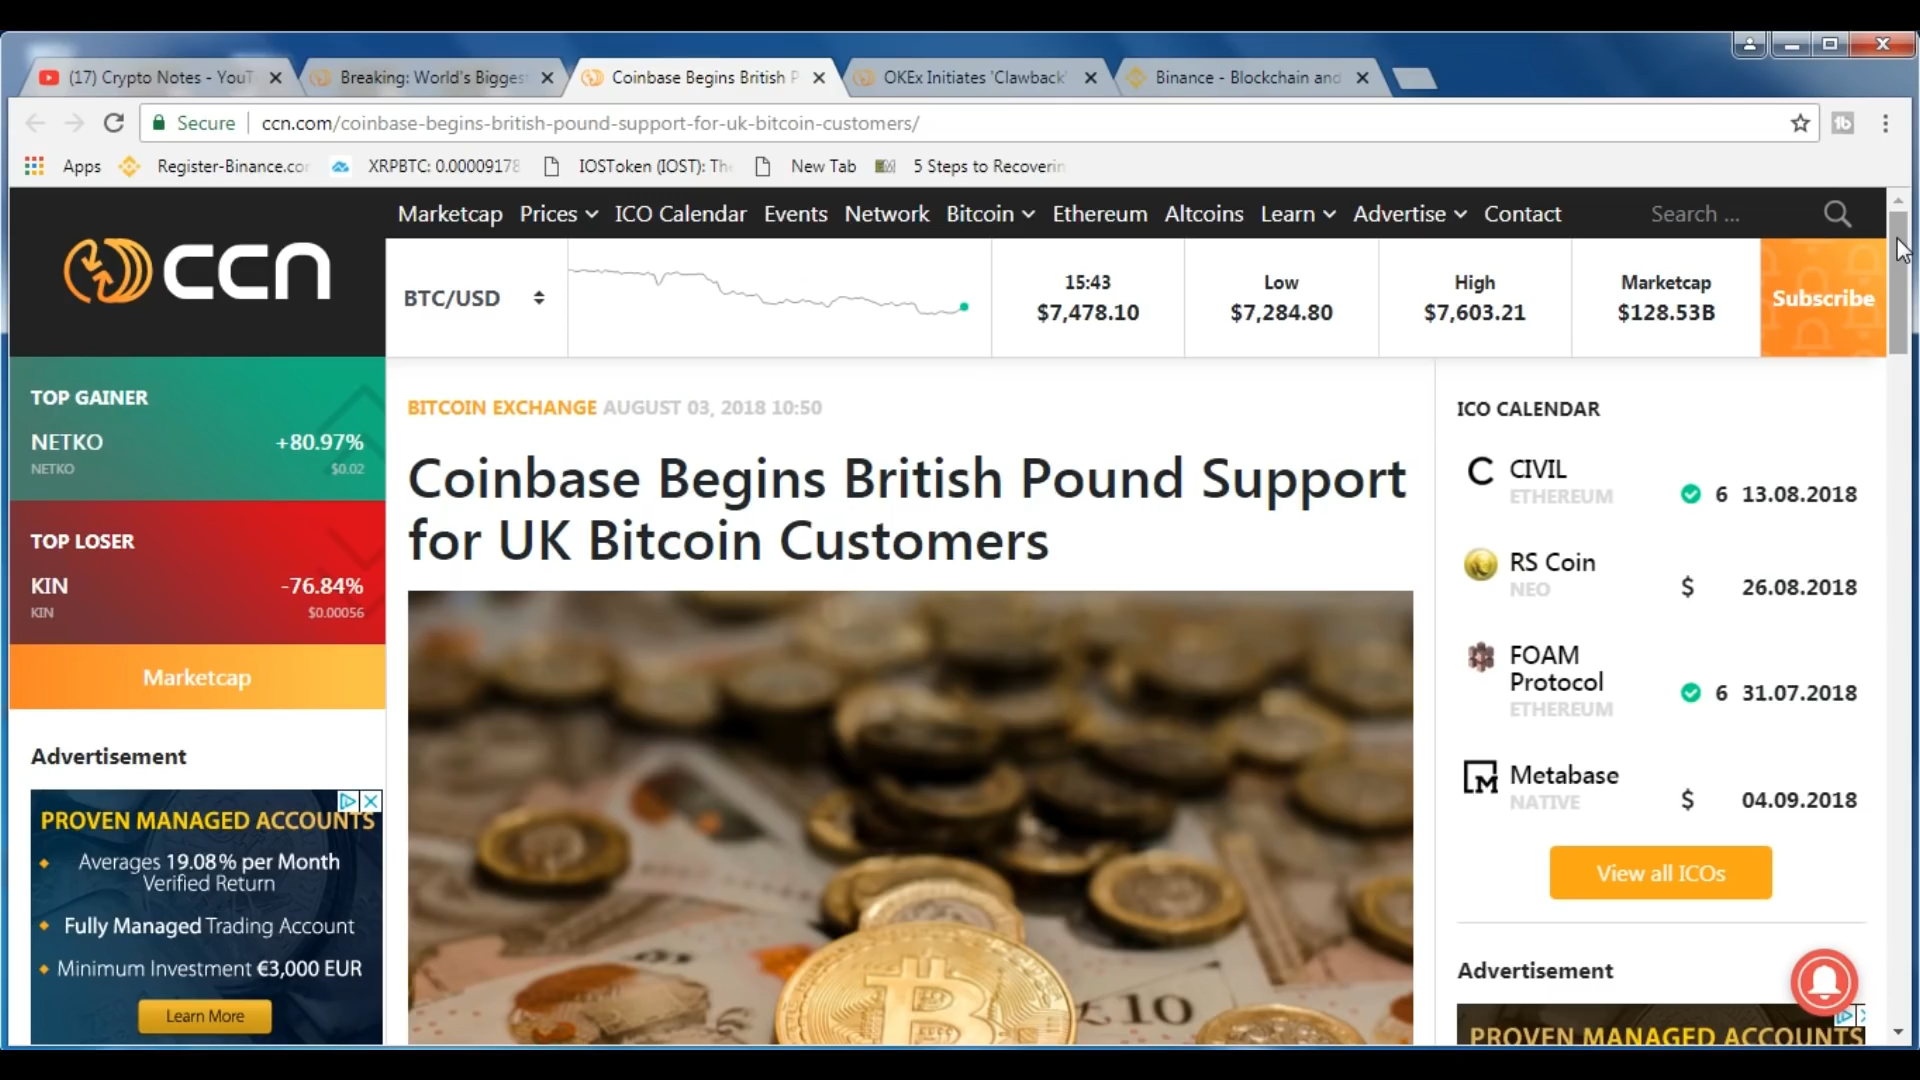 (17) Crypto Notes - YouT
Breaking: World's Biggest
Coinbase Begins British P
OKEx Initiates 'Clawback'
Binance - Blockchain and
Secure
ccn.com/coinbase-begins-british-pound-support-for-uk-bitcoin-customers/
Apps
Register-Binance.cor
XRPBTC: 0.00009178
IOSToken (IOST): The
New Tab
5 Steps to Recoverin
ccn
Marketcap Prices ICO Calendar Events Network Bitcoin Ethereum Altcoins Learn Advertise Contact
Search ...
BTC/USD
15:43
$7,478.10
Low
$7,284.80
High
$7,603.21
Marketcap
$128.53B
Subscribe
TOP GAINER
NETKO +80.97%
NETKO $0.02
TOP LOSER
KIN -76.84%
KIN $0.00056
Marketcap
Advertisement
PROVEN MANAGED ACCOUNTS
Averages 19.08% per Month
Verified Return
Fully Managed Trading Account
Minimum Investment €3,000 EUR
Learn More
BITCOIN EXCHANGE AUGUST 03, 2018 10:50
Coinbase Begins British Pound Support
for UK Bitcoin Customers
£10
ICO CALENDAR
CIVIL
ETHEREUM
6 13.08.2018
RS Coin
NEO
$ 26.08.2018
FOAM
Protocol
ETHEREUM
6 31.07.2018
Metabase
NATIVE
$ 04.09.2018
View all ICOs
Advertisement
PROVEN MANAGED ACCOUNTS